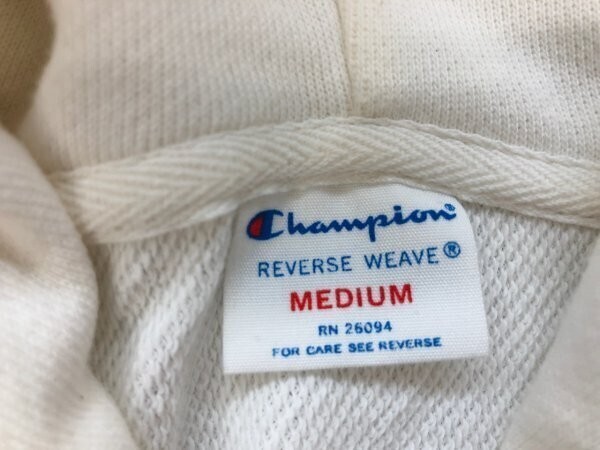 Champion®
REVERSE WEAVE®
MEDIUM
RN 26094
FOR CARE SEE REVERSE